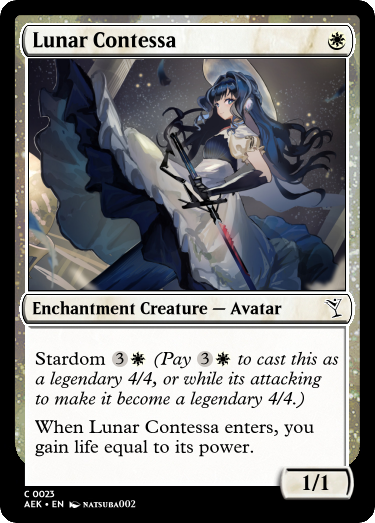 Lunar Contessa
Enchantment Creature — Avatar
Stardom 3 (Pay 3 to cast this as
a legendary 4/4, or while its attacking
to make it become a legendary 4/4.)
When Lunar Contessa enters, you
gain life equal to its power.
1/1
C 0023
AEK • EN NATSUBA002